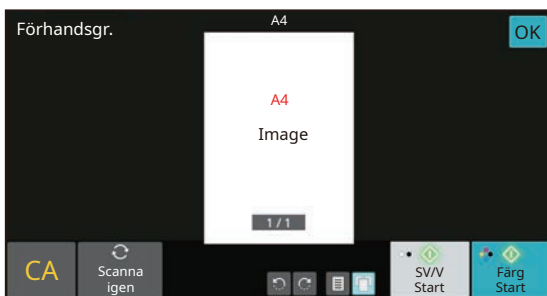 Förhandsgr.
A4
OK
A4
Image
1 / 1
CA
Scanna
igen
SV/V
Start
Färg
Start